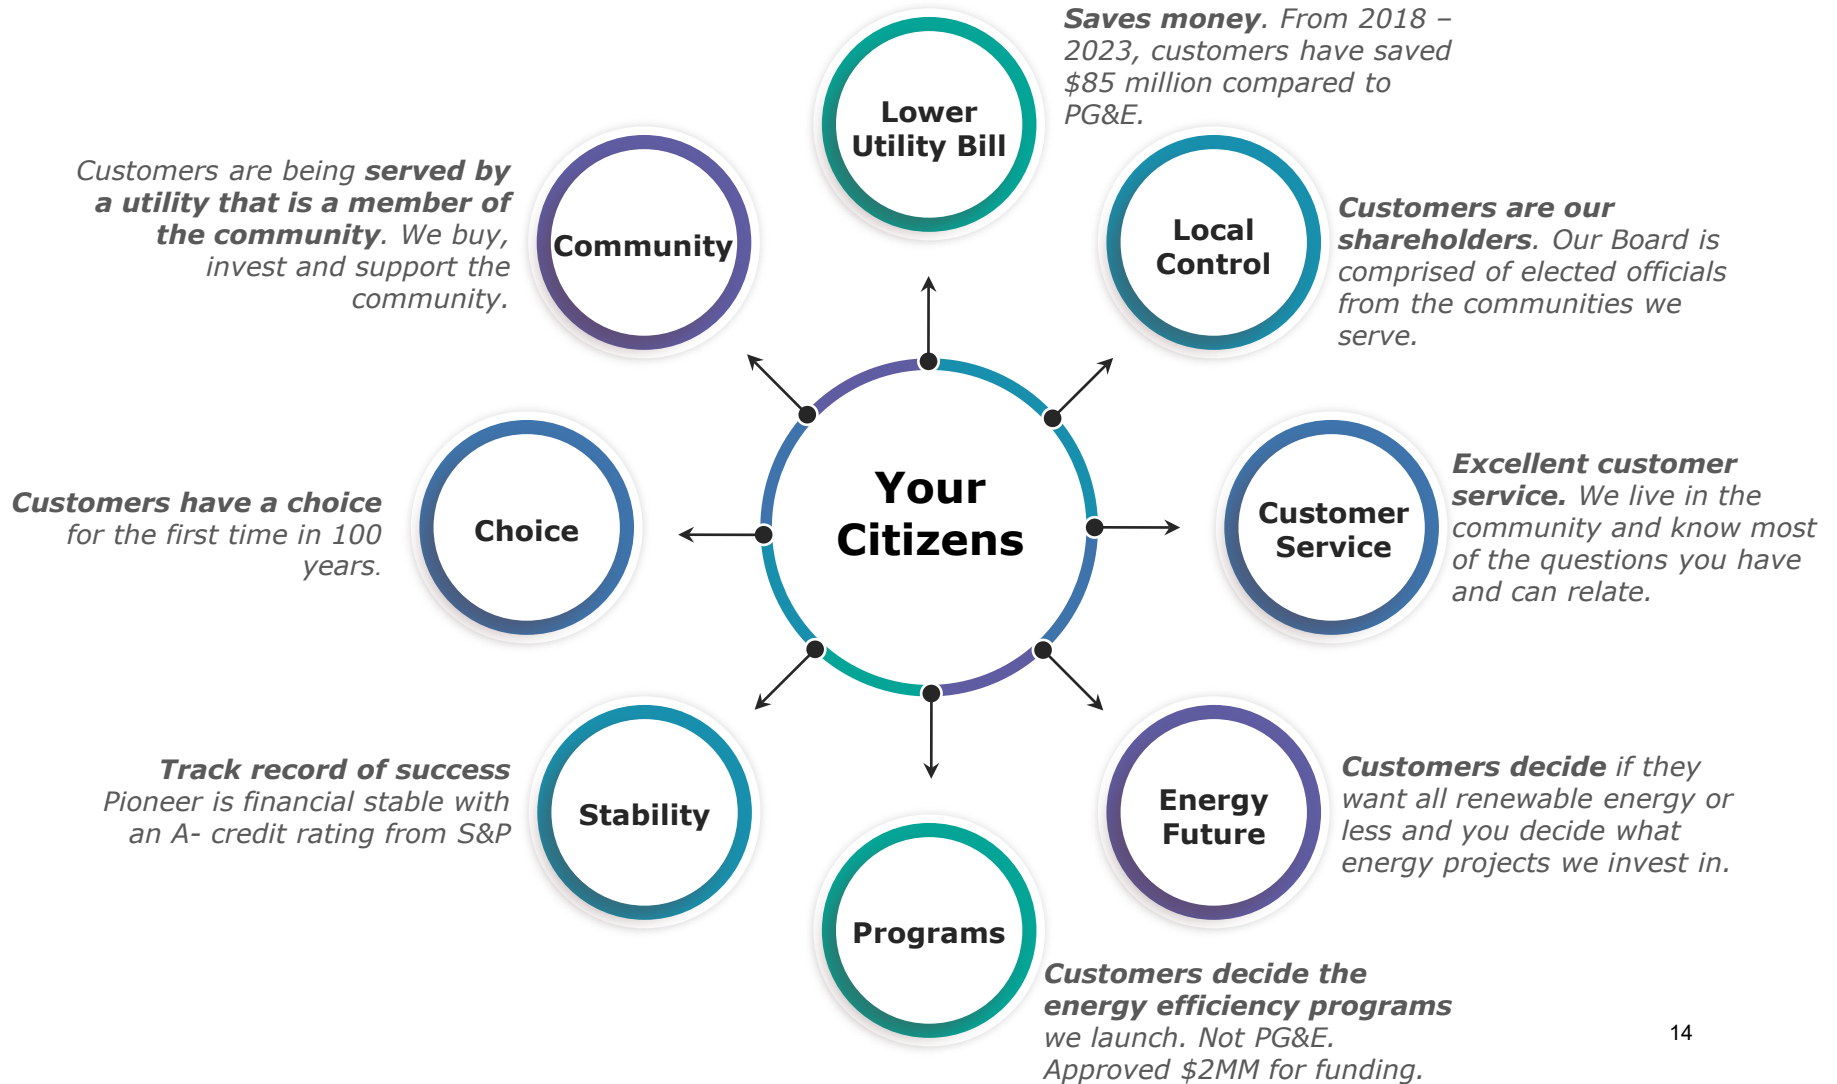 Saves money. From 2018 –
2023, customers have saved
$85 million compared to
PG&E.
Lower
Utility Bill
Customers are being served by
a utility that is a member of
the community. We buy,
invest and support the
community.
Community
Local
Control
Customers are our
shareholders. Our Board is
comprised of elected officials
from the communities we
serve.
Customers have a choice
for the first time in 100
years.
Choice
Your
Citizens
Customer
Service
Excellent customer
service. We live in the
community and know most
of the questions you have
and can relate.
Track record of success
Pioneer is financial stable with
an A- credit rating from S&P
Stability
Energy
Future
Customers decide if they
want all renewable energy or
less and you decide what
energy projects we invest in.
Programs
Customers decide the
energy efficiency programs
we launch. Not PG&E.
Approved $2MM for funding.
14